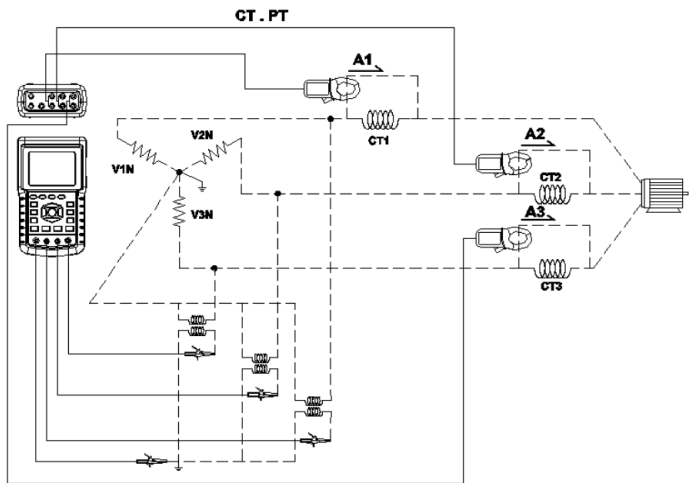 CT . PT
A1
CT1
V2N
V1N
A2
CT2
V3N
A3
CT3